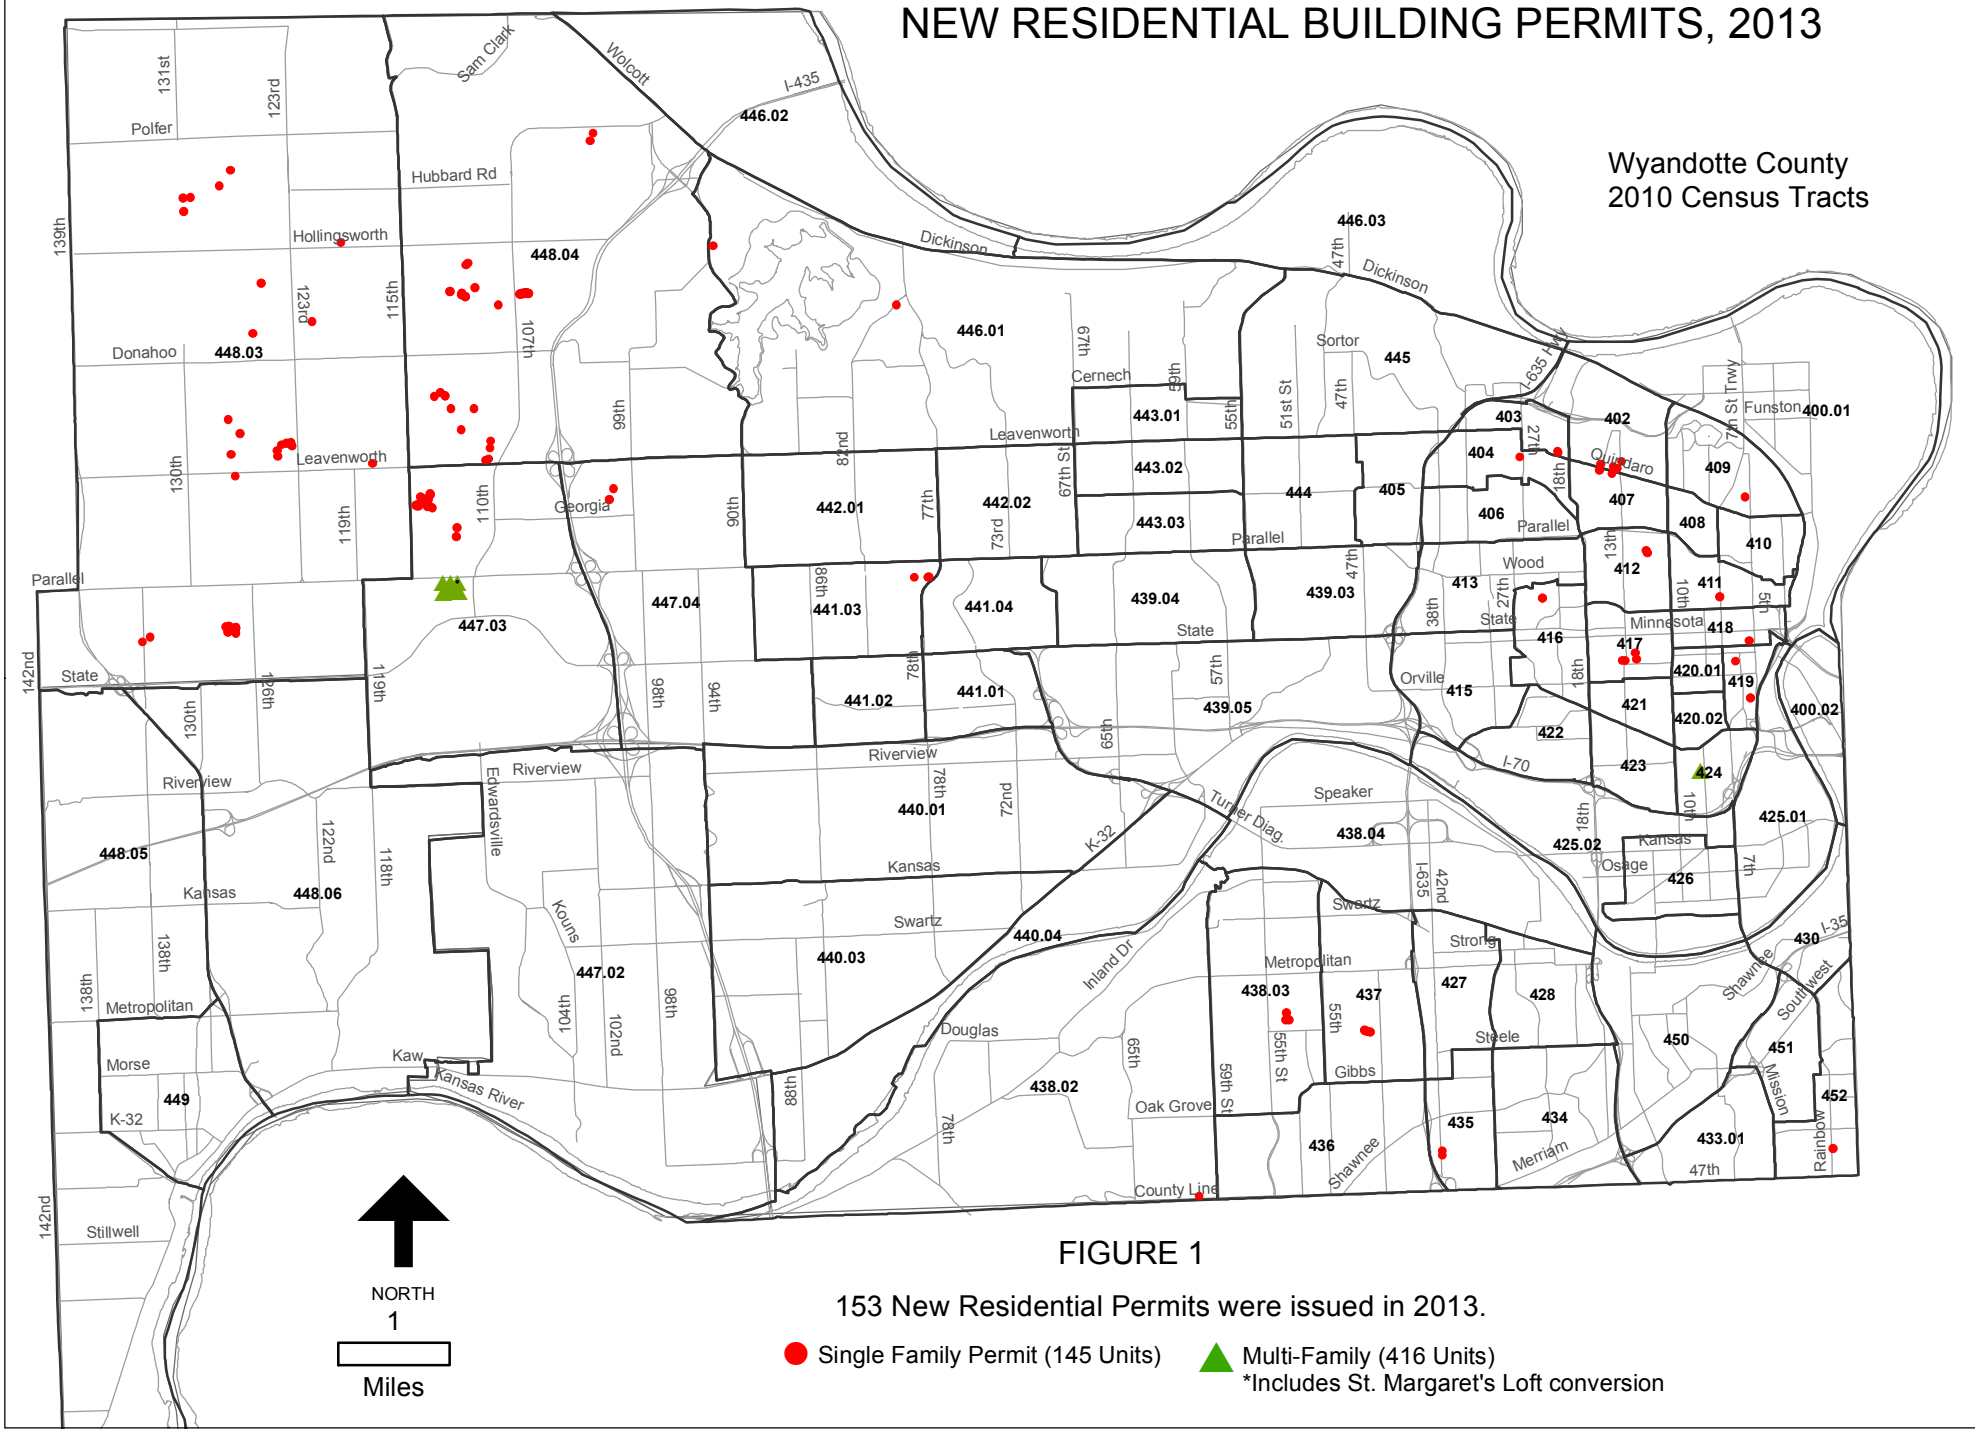 NEW RESIDENTIAL BUILDING PERMITS, 2013
Wyandotte County
2010 Census Tracts
131st
123rd
Sam Clark
Wolcott
I-435
446.02
Polfer
Hubbard Rd
139th
Hollingsworth
448.04
Dickinson
446.03
47th
Dickinson
115th
123rd
107th
446.01
67th
Sortor
445
I-635 Hwy
Donahoo
448.03
Cernech
59th
99th
443.01
55th
51st St
47th
403
402
7th St Trwy
Funston
400.01
82nd
Leavenworth
27th
404
Quindaro
409
130th
Leavenworth
67th St
443.02
18th
110th
Georgia
90th
442.01
77th
442.02
444
405
407
119th
73rd
443.03
Parallel
406
Parallel
408
13th
410
Parallel
86th
47th
Wood
412
447.04
441.03
441.04
439.04
439.03
413
27th
10th
411
5th
447.03
38th
State
Minnesota
418
State
416
417
142nd
State
119th
126th
98th
94th
78th
441.02
441.01
57th
439.05
Orville
415
18th
420.01
419
130th
421
420.02
400.02
65th
422
Riverview
Riverview
Edwardsville
Riverview
78th
72nd
440.01
I-70
423
424
Speaker
10th
Turner Diag.
K-32
438.04
18th
425.01
448.05
122nd
118th
Kansas
425.02
Kansas
Osage
7th
Kansas
448.06
I-635
42nd
426
Kouns
Swartz
Swartz
440.04
I-35
138th
440.03
Inland Dr
Strong
430
138th
447.02
Metropolitan
Shawnee
Southwest
Metropolitan
104th
98th
438.03
437
427
428
102nd
Douglas
55th
Steele
450
451
Morse
Kaw
65th
55th St
Gibbs
Kansas River
88th
438.02
59th St
Mission
449
K-32
78th
Oak Grove
435
434
452
436
Shawnee
Merriam
433.01
Rainbow
47th
County Line
142nd
Stillwell
NORTH
1
Miles
FIGURE 1
153 New Residential Permits were issued in 2013.
Single Family Permit (145 Units)
Multi-Family (416 Units)
*Includes St. Margaret's Loft conversion